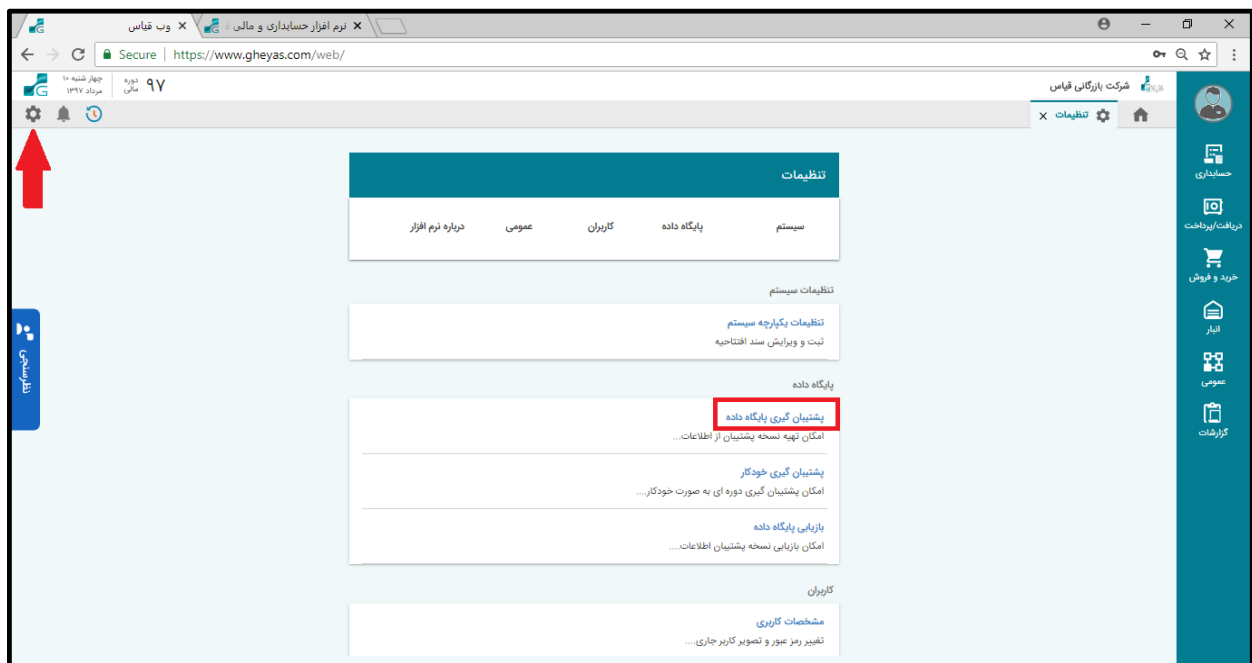 وب قیاس
نرم افزار حسابداری و مالی ق
Secure | https://www.gheyas.com/web/
شرکت بازرگانی قیاس
۹۷ دوره مالی
چهار شنبه ۱۰
مرداد ۱۳۹۷
تنظیمات
حسابداری
دریافت/پرداخت
خرید و فروش
انبار
عمومی
گزارشات
تنظیمات
سیستم پایگاه داده کاربران عمومی درباره نرم افزار
تنظیمات سیستم
تنظیمات یکپارچه سیستم
ثبت و ویرایش سند افتتاحیه
پایگاه داده
پشتیبان گیری پایگاه داده
امکان تهیه نسخه پشتیبان از اطلاعات...
پشتیبان گیری خودکار
امکان پشتیبان گیری دوره ای به صورت خودکار....
بازیابی پایگاه داده
امکان بازیابی نسخه پشتیبان اطلاعات....
کاربران
مشخصات کاربری
تغییر رمز عبور و تصویر کاربر جاری....
نظرسنجی